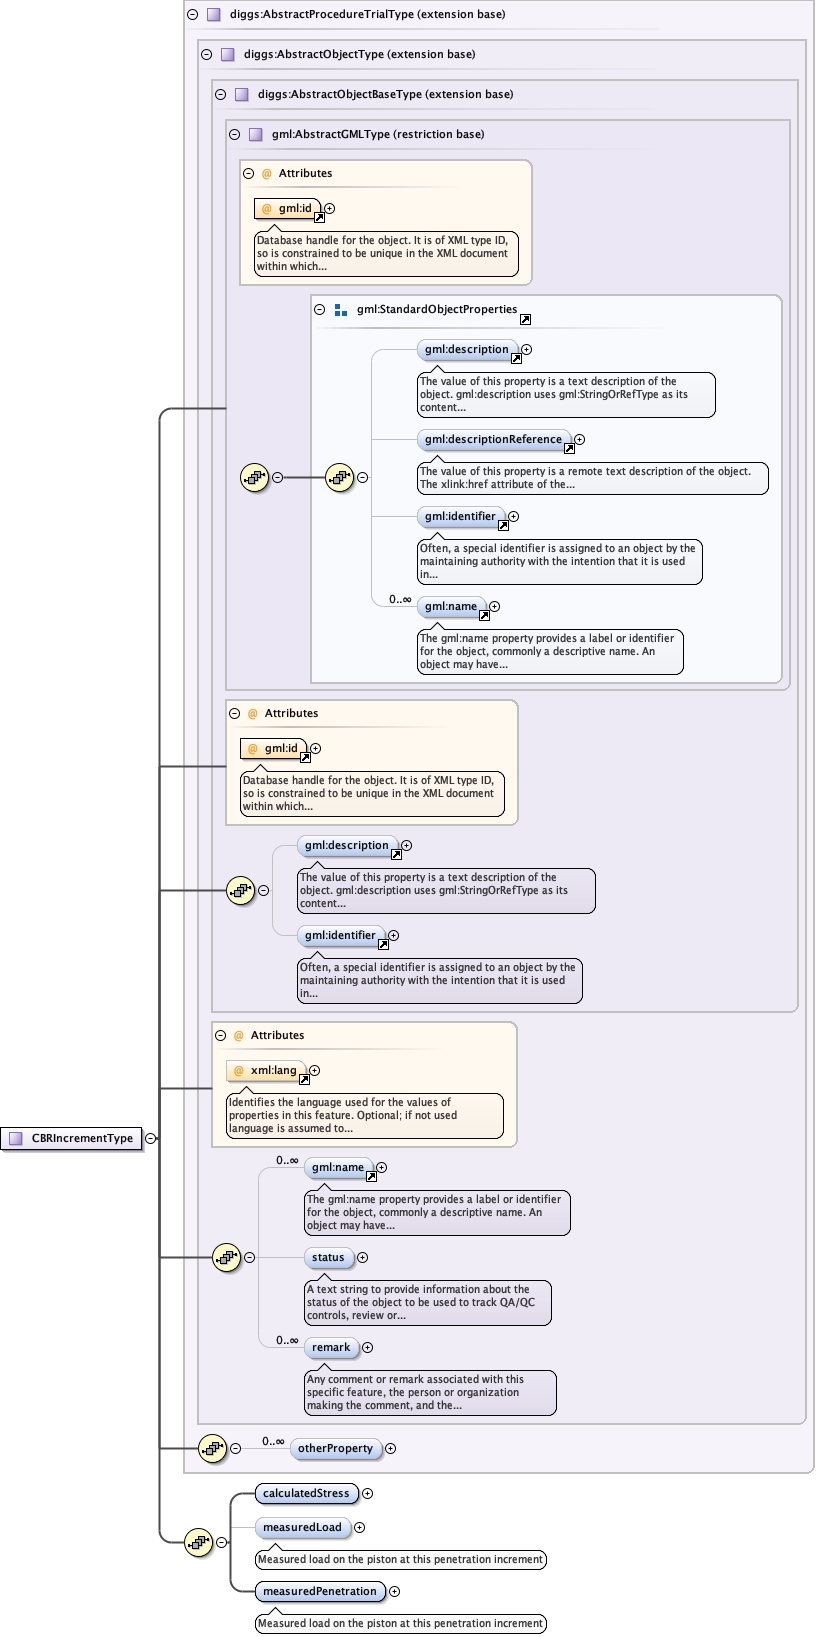 diggs:AbstractProcedureTrialType (extension base)
diggs:AbstractObjectType (extension base)
diggs:AbstractObjectBaseType (extension base)
gml:AbstractGMLType (restriction base)
@ Attributes
@ gml:id
Database handle for the object. It is of XML type ID,
so is constrained to be unique in the XML document
within which...
gml:StandardObjectProperties
gml:description
The value of this property is a text description of the
object. gml:description uses gml:StringOrRefType as its
content...
gml:descriptionReference
The value of this property is a remote text description of the object.
The xlink:href attribute of the...
gml:identifier
Often, a special identifier is assigned to an object by the
maintaining authority with the intention that it is used
in...
0..∞ gml:name
The gml:name property provides a label or identifier
for the object, commonly a descriptive name. An
object may have...
@ Attributes
@ gml:id
Database handle for the object. It is of XML type ID,
so is constrained to be unique in the XML document
within which...
gml:description
The value of this property is a text description of the
object. gml:description uses gml:StringOrRefType as its
content...
gml:identifier
Often, a special identifier is assigned to an object by the
maintaining authority with the intention that it is used
in...
@ Attributes
@ xml:lang
Identifies the language used for the values of
properties in this feature. Optional; if not used
language is assumed to...
CBRIncrementType
0..∞ gml:name
The gml:name property provides a label or identifier
for the object, commonly a descriptive name. An
object may have...
status
A text string to provide information about the
status of the object to be used to track QA/QC
controls, review or...
0..∞ remark
Any comment or remark associated with this
specific feature, the person or organization
making the comment, and the...
0..∞ otherProperty
calculatedStress
measuredLoad
Measured load on the piston at this penetration increment
measuredPenetration
Measured load on the piston at this penetration increment